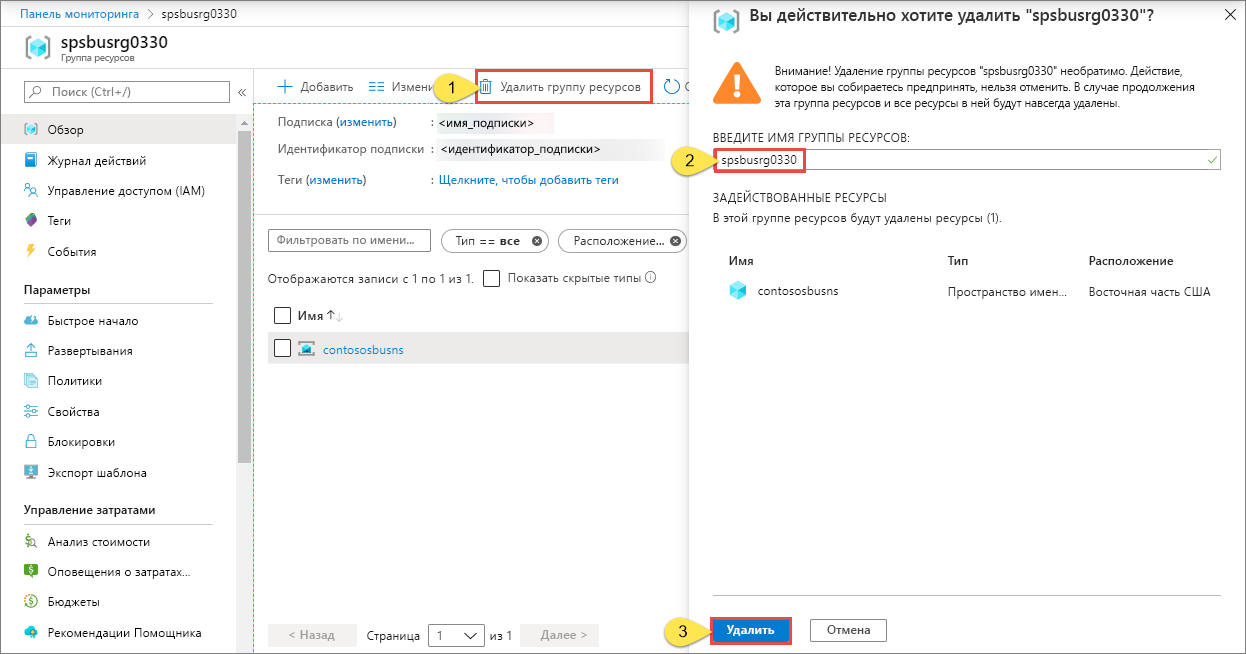 Панель мониторинга > spsbusrg0330
spsbusrg0330
Группа ресурсов
Поиск (Ctrl+/)
«
Обзор
Журнал действий
Управление доступом (IAM)
Теги
События
Параметры
Быстрое начало
Развертывания
Политики
Свойства
Блокировки
Экспорт шаблона
Управление затратами
Анализ стоимости
Оповещения о затратах...
Бюджеты
Рекомендации Помощника
Добавить
1
Удалить группу ресурсов
Подписка (изменить) : <имя_подписки>
Идентификатор подписки : <идентификатор_подписки>
Теги (изменить) : Щелкните, чтобы добавить теги
Фильтровать по имени...
Тип == все
Расположение...
Отображаются записи с 1 по 1 из 1.
Показать скрытые типы
Имя ↑↓
contososbusns
< Назад
Страница 1 из 1
Далее >
Вы действительно хотите удалить "spsbusrg0330"?
Внимание! Удаление группы ресурсов "spsbusrg0330" необратимо. Действие,
которое вы собираетесь предпринять, нельзя отменить. В случае продолжения
эта группа ресурсов и все ресурсы в ней будут навсегда удалены.
ВВЕДИТЕ ИМЯ ГРУППЫ РЕСУРСОВ:
2
spsbusrg0330
ЗАДЕЙСТВОВАННЫЕ РЕСУРСЫ
В этой группе ресурсов будут удалены ресурсы (1).
Имя Тип Расположение
contososbusns Пространство имен... Восточная часть США
3
Удалить
Отмена